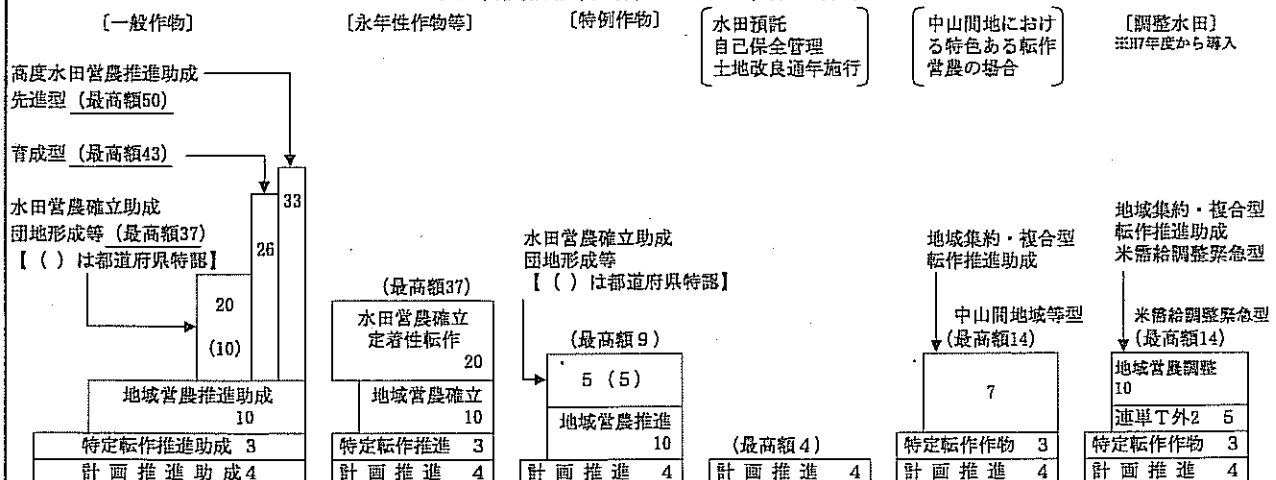 〔一般作物〕
高度水田営農推進助成
先進型(最高額50)
育成型(最高額43)
水田営農確立助成
団地形成等(最高額37)
【( )は都道府県特認】
33
26
20
(10)
地域営農推進助成
10
特定転作推進助成 3
計画推進助成4
〔永年性作物等〕
(最高額37)
水田営農確立
定着性転作
20
地域営農確立
10
特定転作推進 3
計画推進 4
〔特例作物〕
水田営農確立助成
団地形成等
【( )は都道府県特認】
(最高額9)
5(5)
地域営農推進
10
計画推進 4
水田預託
自己保全管理
土地改良通年施行
(最高額4)
計画推進 4
中山間地におけ
る特色ある転作
営農の場合
地域集約・複合型
転作推進助成
中山間地域等型
(最高額14)
7
特定転作作物 3
計画推進 4
〔調整水田〕
※H7年度から導入
地域集約・複合型
転作推進助成
米需給調整緊急型
米需給調整緊急型
(最高額14)
地域営農調整
10
5
特定転作作物 3
計画推進 4